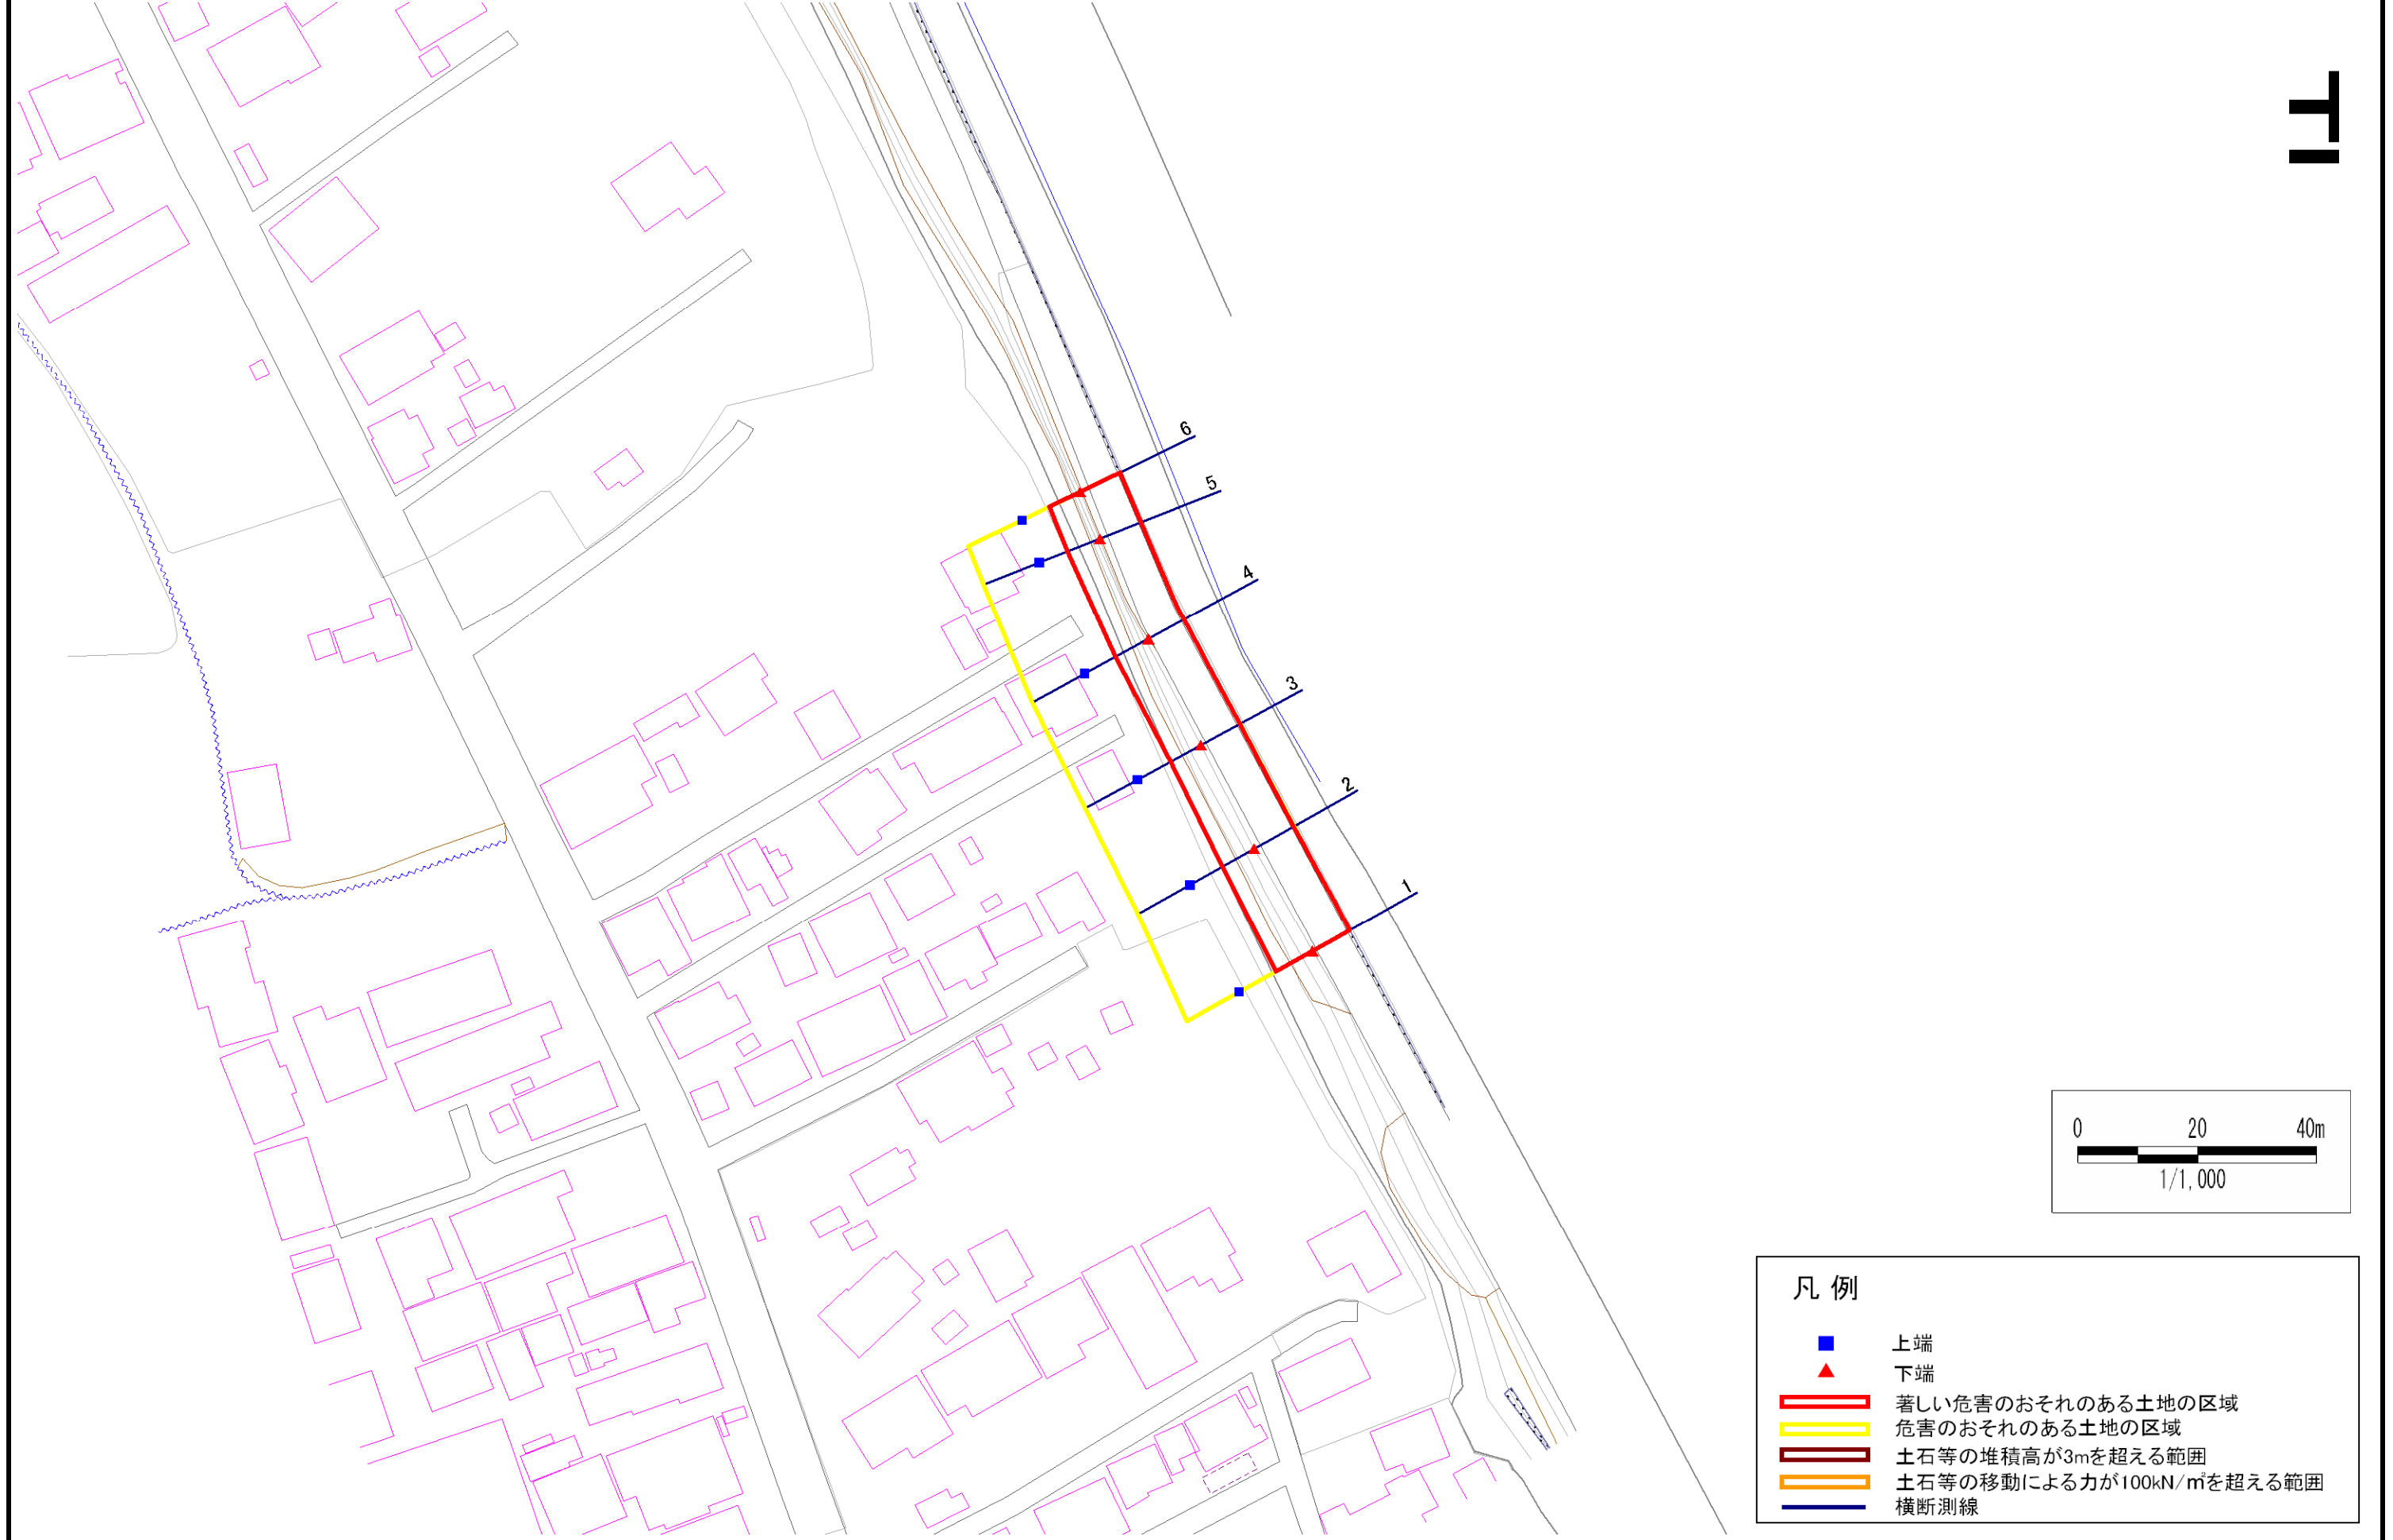 6
5
4
3
2
1
0 20 40m
1/1,000
凡 例
上端
下端
著しい危害のおそれのある土地の区域
危害のおそれのある土地の区域
土石等の堆積高が3mを超える範囲
土石等の移動による力が100kN/㎡を超える範囲
横断測線